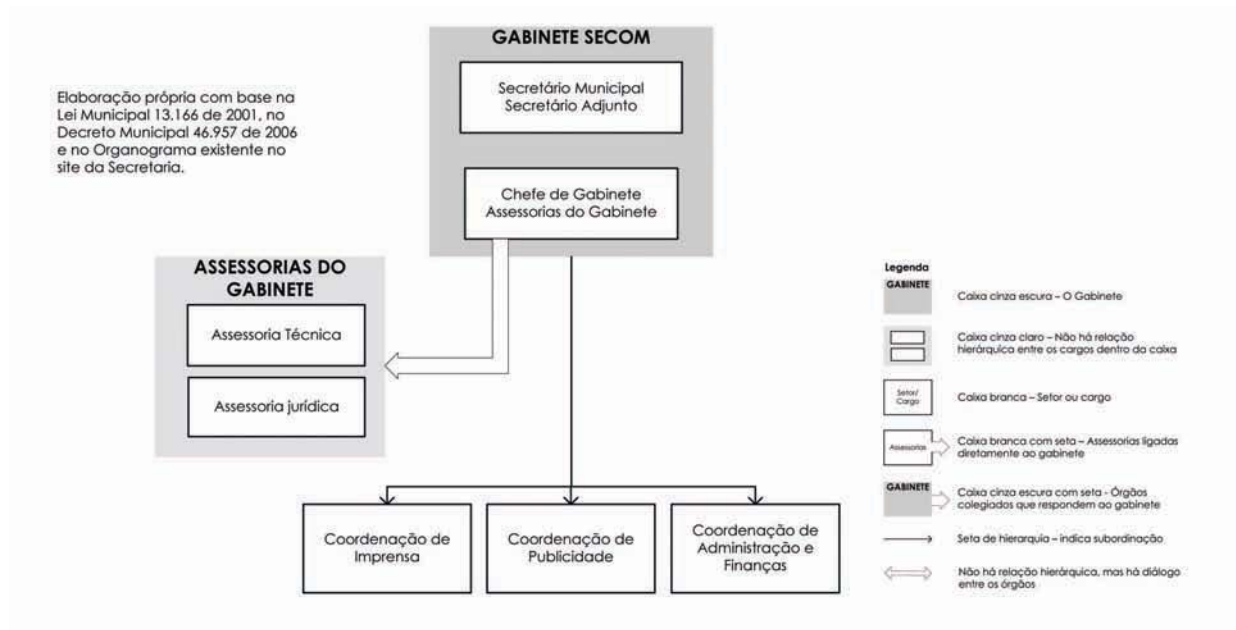 GABINETE SECOM
Secretário Municipal
Secretário Adjunto
Elaboração própria com base na
Lei Municipal 13.166 de 2001, no
Decreto Municipal 46.957 de 2006
e no Organograma existente no
site da Secretaria.
Chefe de Gabinete
Assessorias do Gabinete
ASSESSORIAS DO
GABINETE
Assessoria Técnica
Assessoria jurídica
Coordenação de
Imprensa
Coordenação de
Publicidade
Coordenação de
Administração e
Finanças
Legenda
GABINETE
Caixa cinza escura – O Gabinete
Caixa cinza claro – Não há relação
hierárquica entre os cargos dentro da caixa
Setor/
Cargo
Caixa branca – Setor ou cargo
Assessorias
Caixa branca com seta – Assessorias ligadas
diretamente ao gabinete
GABINETE
Caixa cinza escura com seta - Órgãos
colegiados que respondem ao gabinete
Seta de hierarquia – indica subordinação
Não há relação hierárquica, mas há diálogo
entre os órgãos